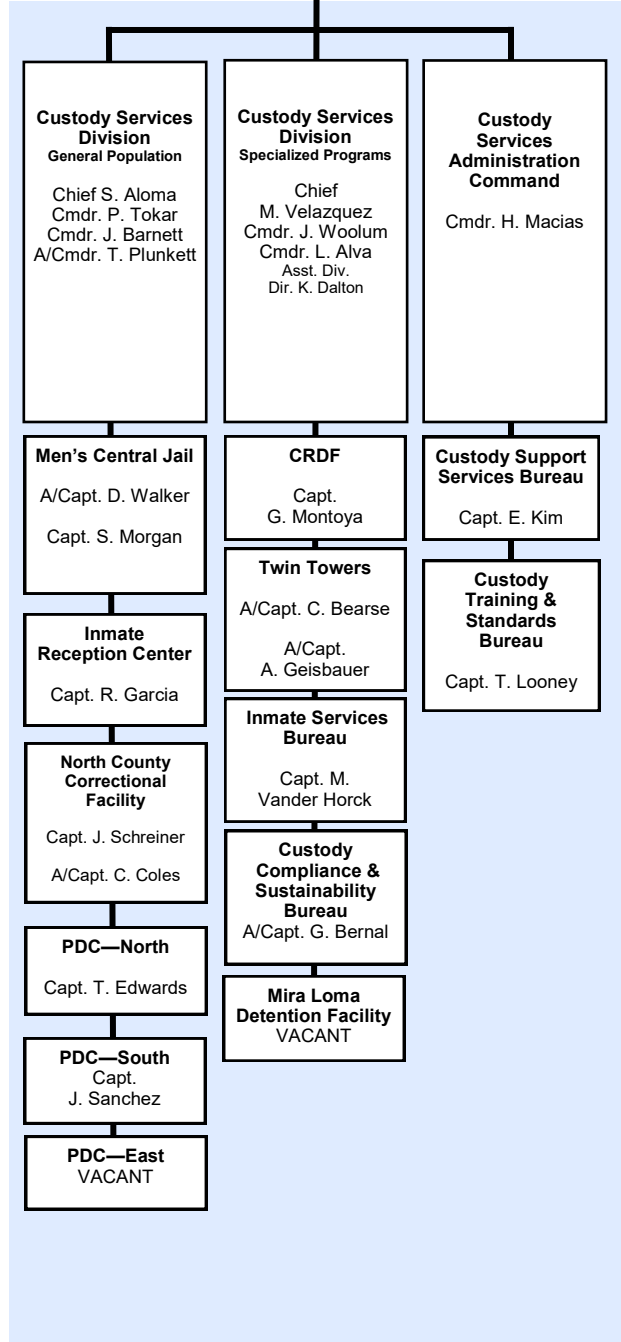 Custody Services
Division
General Population
Chief S. Aloma
Cmdr. P. Tokar
Cmdr. J. Barnett
A/Cmdr. T. Plunkett
Men's Central Jail
A/Capt. D. Walker
Capt. S. Morgan
Inmate
Reception Center
Capt. R. Garcia
North County
Correctional
Facility
Capt. J. Schreiner
A/Capt. C. Coles
PDC—North
Capt. T. Edwards
PDC—South
Capt.
J. Sanchez
PDC—East
VACANT
Custody Services
Division
Specialized Programs
Chief
M. Velazquez
Cmdr. J. Woolum
Cmdr. L. Alva
Asst. Div.
Dir. K. Dalton
CRDF
Capt.
G. Montoya
Twin Towers
A/Capt. C. Bearse
A/Capt.
A. Geisbauer
Inmate Services
Bureau
Capt. M.
Vander Horck
Custody
Compliance &
Sustainability
Bureau
A/Capt. G. Bernal
Mira Loma
Detention Facility
VACANT
Custody
Services
Administration
Command
Cmdr. H. Macias
Custody Support
Services Bureau
Capt. E. Kim
Custody
Training &
Standards
Bureau
Capt. T. Looney